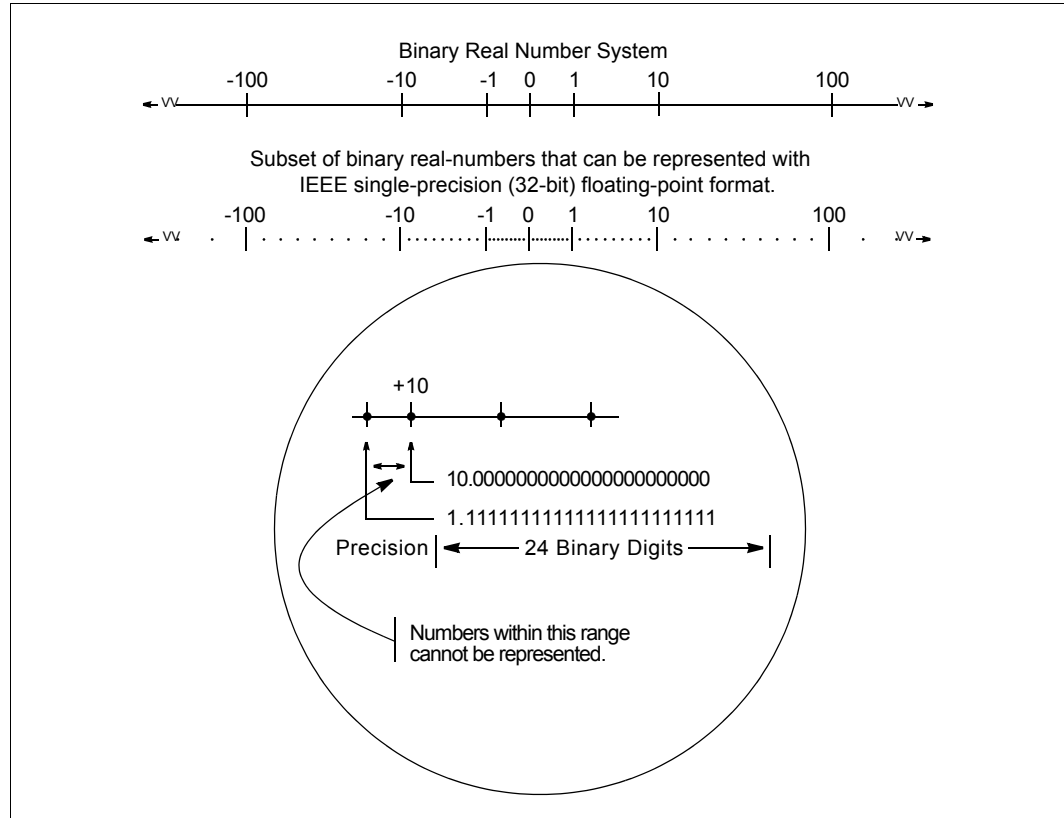 Binary Real Number System
-100 -10 -1 0 1 10 100
Subset of binary real-numbers that can be represented with
IEEE single-precision (32-bit) floating-point format.
-100 -10 -1 0 1 10 100
+10
10.0000000000000000000000
1.11111111111111111111111
Precision 24 Binary Digits
Numbers within this range
cannot be represented.